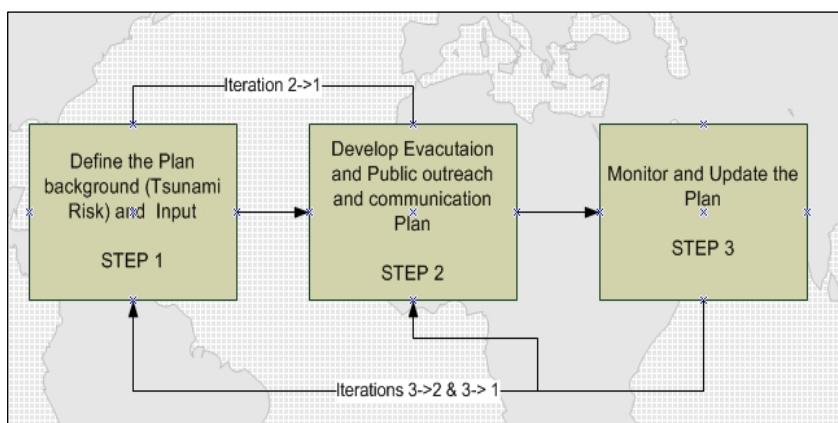 Iteration 2->1
Define the Plan
background (Tsunami
Risk) and Input
STEP 1
Develop Evacutaion
and Public outreach
and communication
Plan
STEP 2
Monitor and Update the
Plan
STEP 3
Iterations 3->2 & 3-> 1